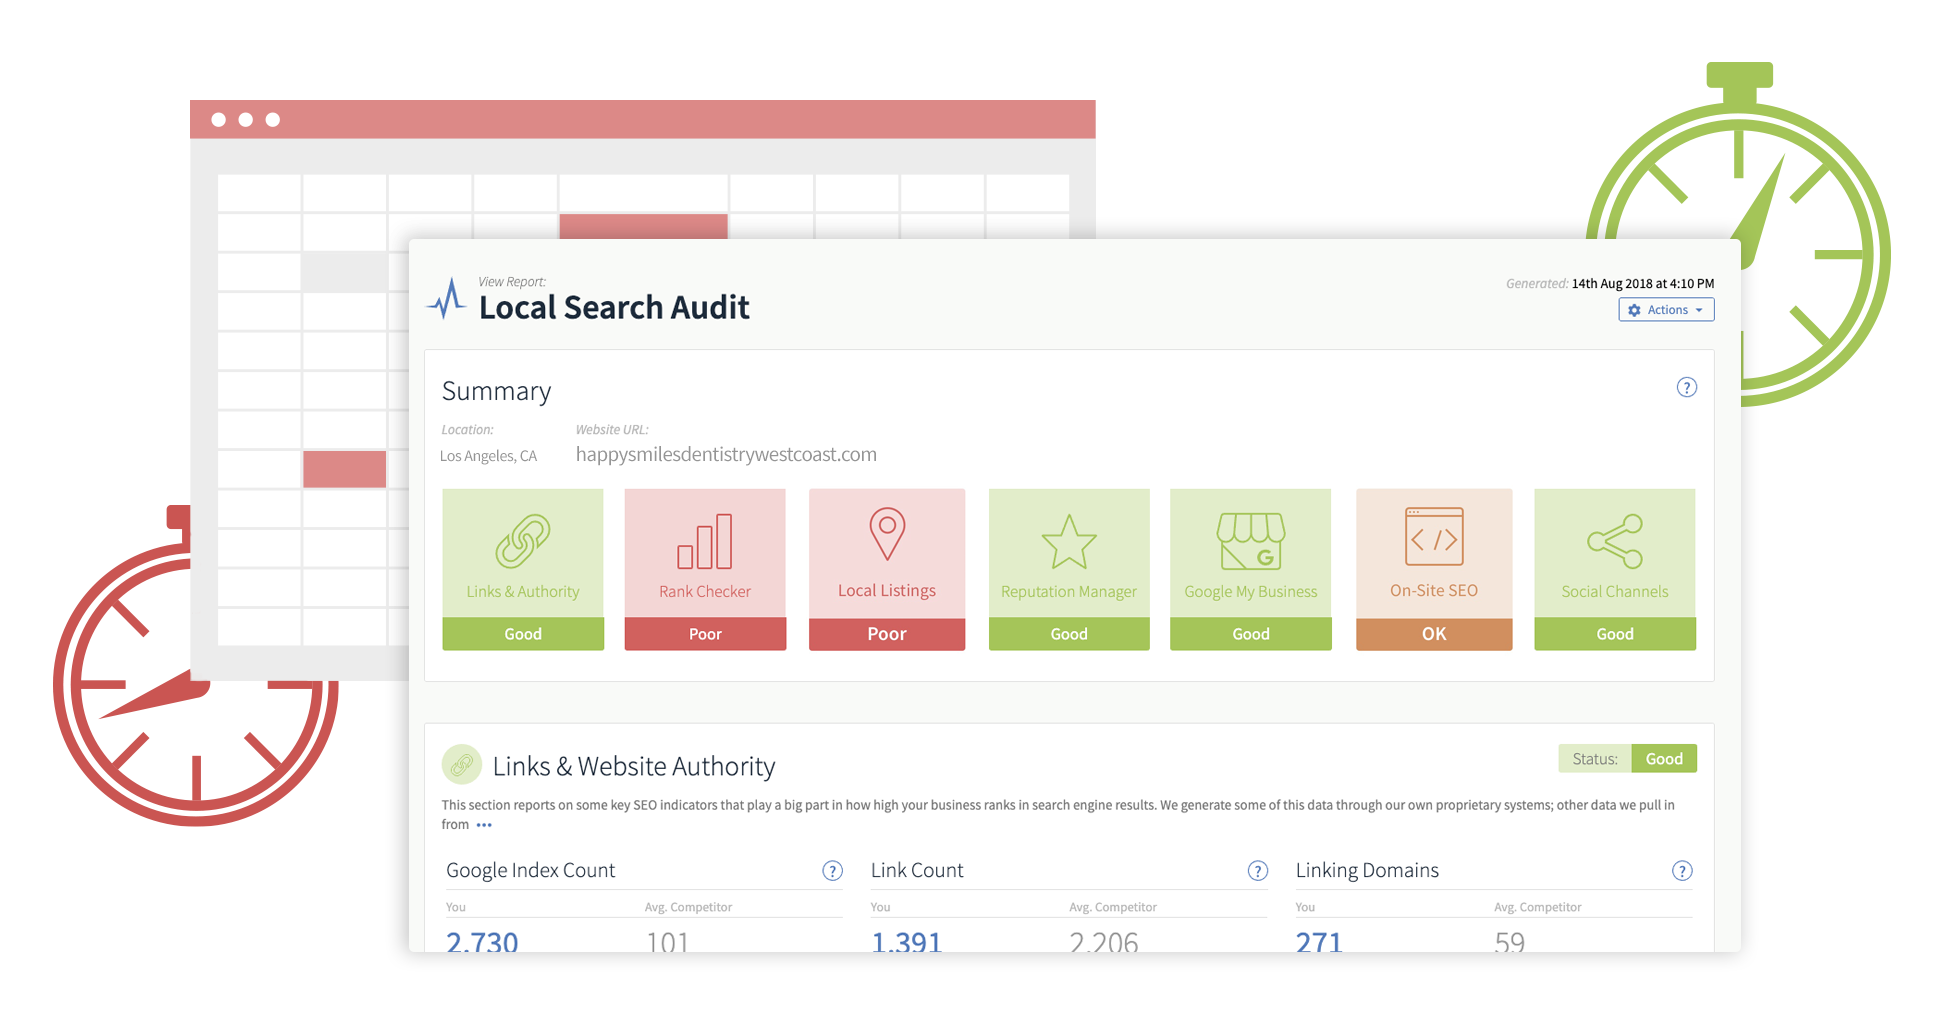 View Report:
Local Search Audit
Generated: 14th Aug 2018 at 4:10 PM
Actions
Summary
?
Location:
Website URL:
Los Angeles, CA
happysmilesdentistrywestcoast.com
Links & Authority
Good
Rank Checker
Poor
Local Listings
Poor
Reputation Manager
Good
G
Google My Business
Good
</>
On-Site SEO
OK
Social Channels
Good
Links & Website Authority
Status: Good
This section reports on some key SEO indicators that play a big part in how high your business ranks in search engine results. We generate some of this data through our own proprietary systems; other data we pull in
from •••
Google Index Count ?
You Avg. Competitor
2,730 101
Link Count ?
You Avg. Competitor
1,391 2,206
Linking Domains ?
You Avg. Competitor
271 59